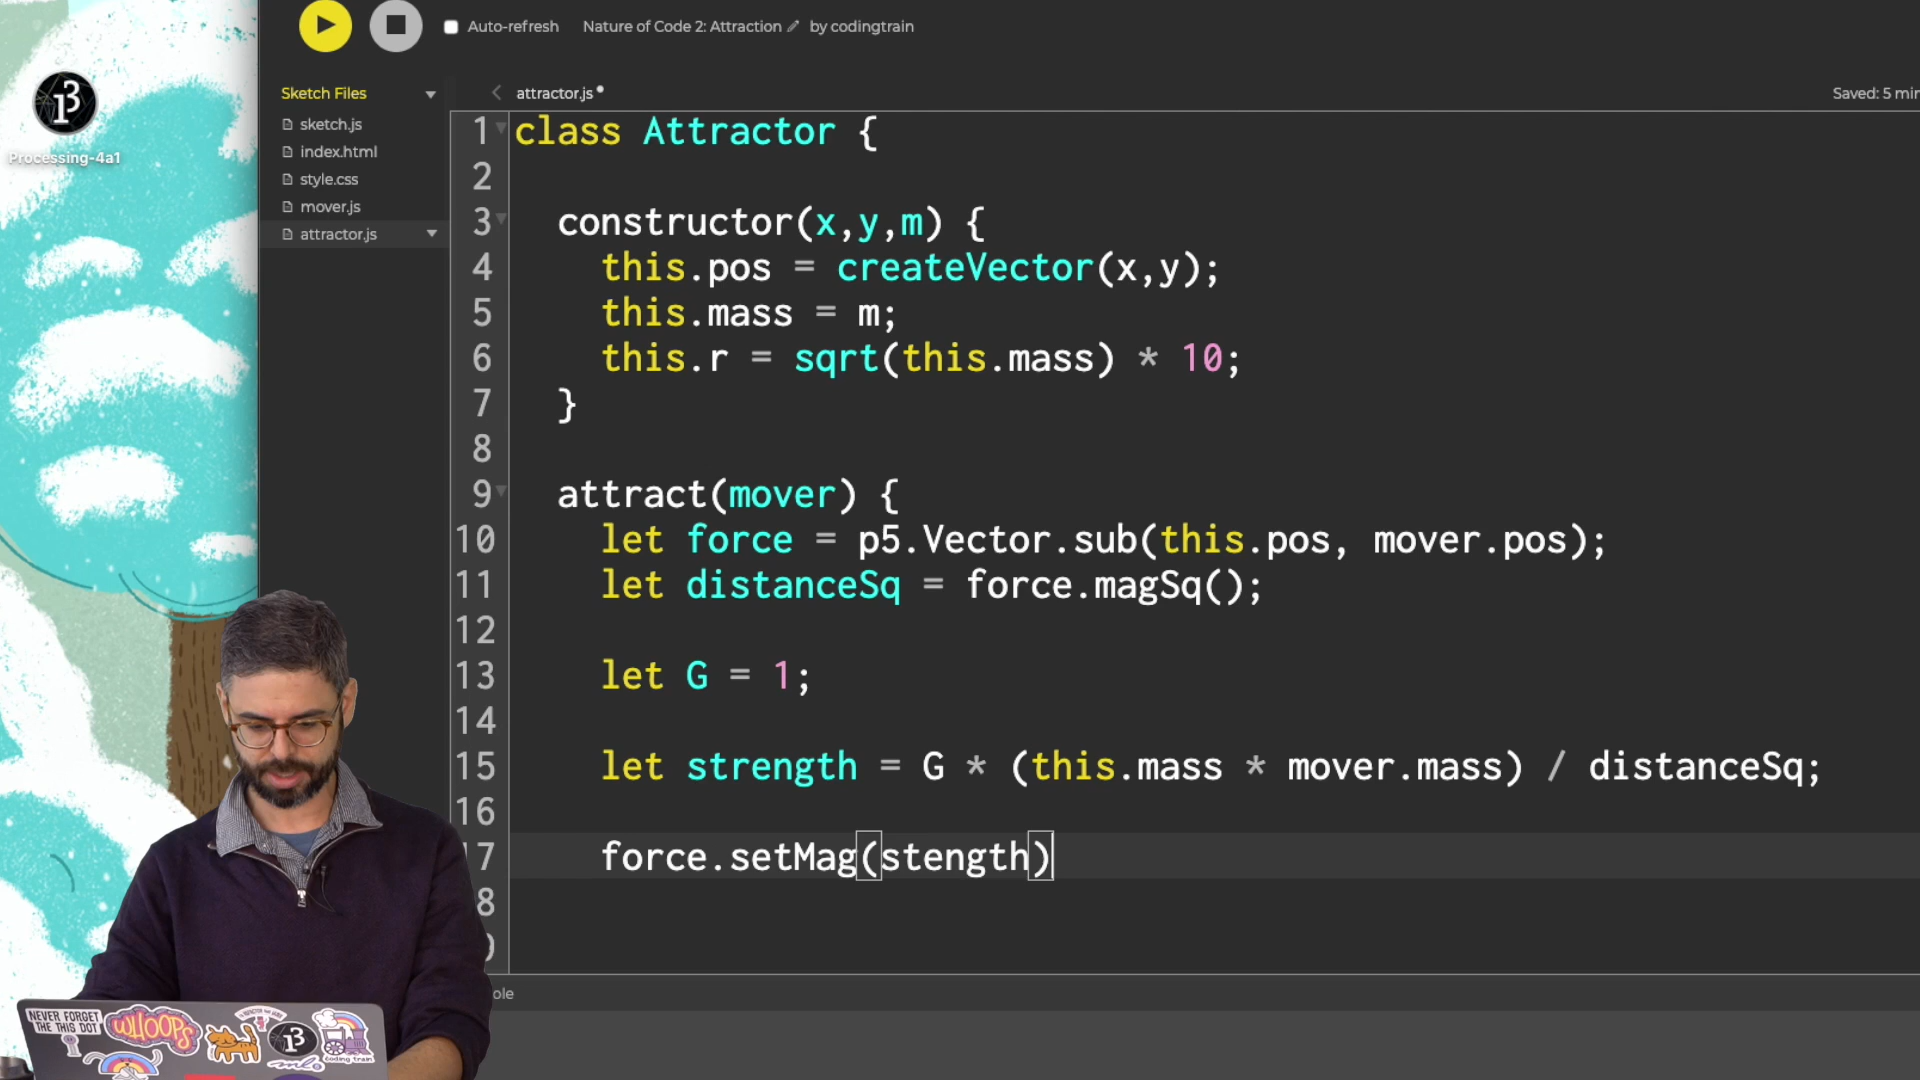 Auto-refresh Nature of Code 2: Attraction by codingtrain
Processing-4a1
Sketch Files
sketch.js
index.html
style.css
mover.js
attractor.js
attractor.js•
Saved: 5 min
1 class Attractor {
2
3 constructor(x,y,m) {
4 this.pos = createVector(x,y);
5 this.mass = m;
6 this.r = sqrt(this.mass) * 10;
7 }
8
9 attract(mover) {
10 let force = p5.Vector.sub(this.pos, mover.pos);
11 let distanceSq = force.magSq();
12
13 let G = 1;
14
15 let strength = G * (this.mass * mover.mass) / distanceSq;
16
17 force.setMag(stength)
8
ole
NEVER FORGET
THE THIS DOT
WHOOPS
coding train